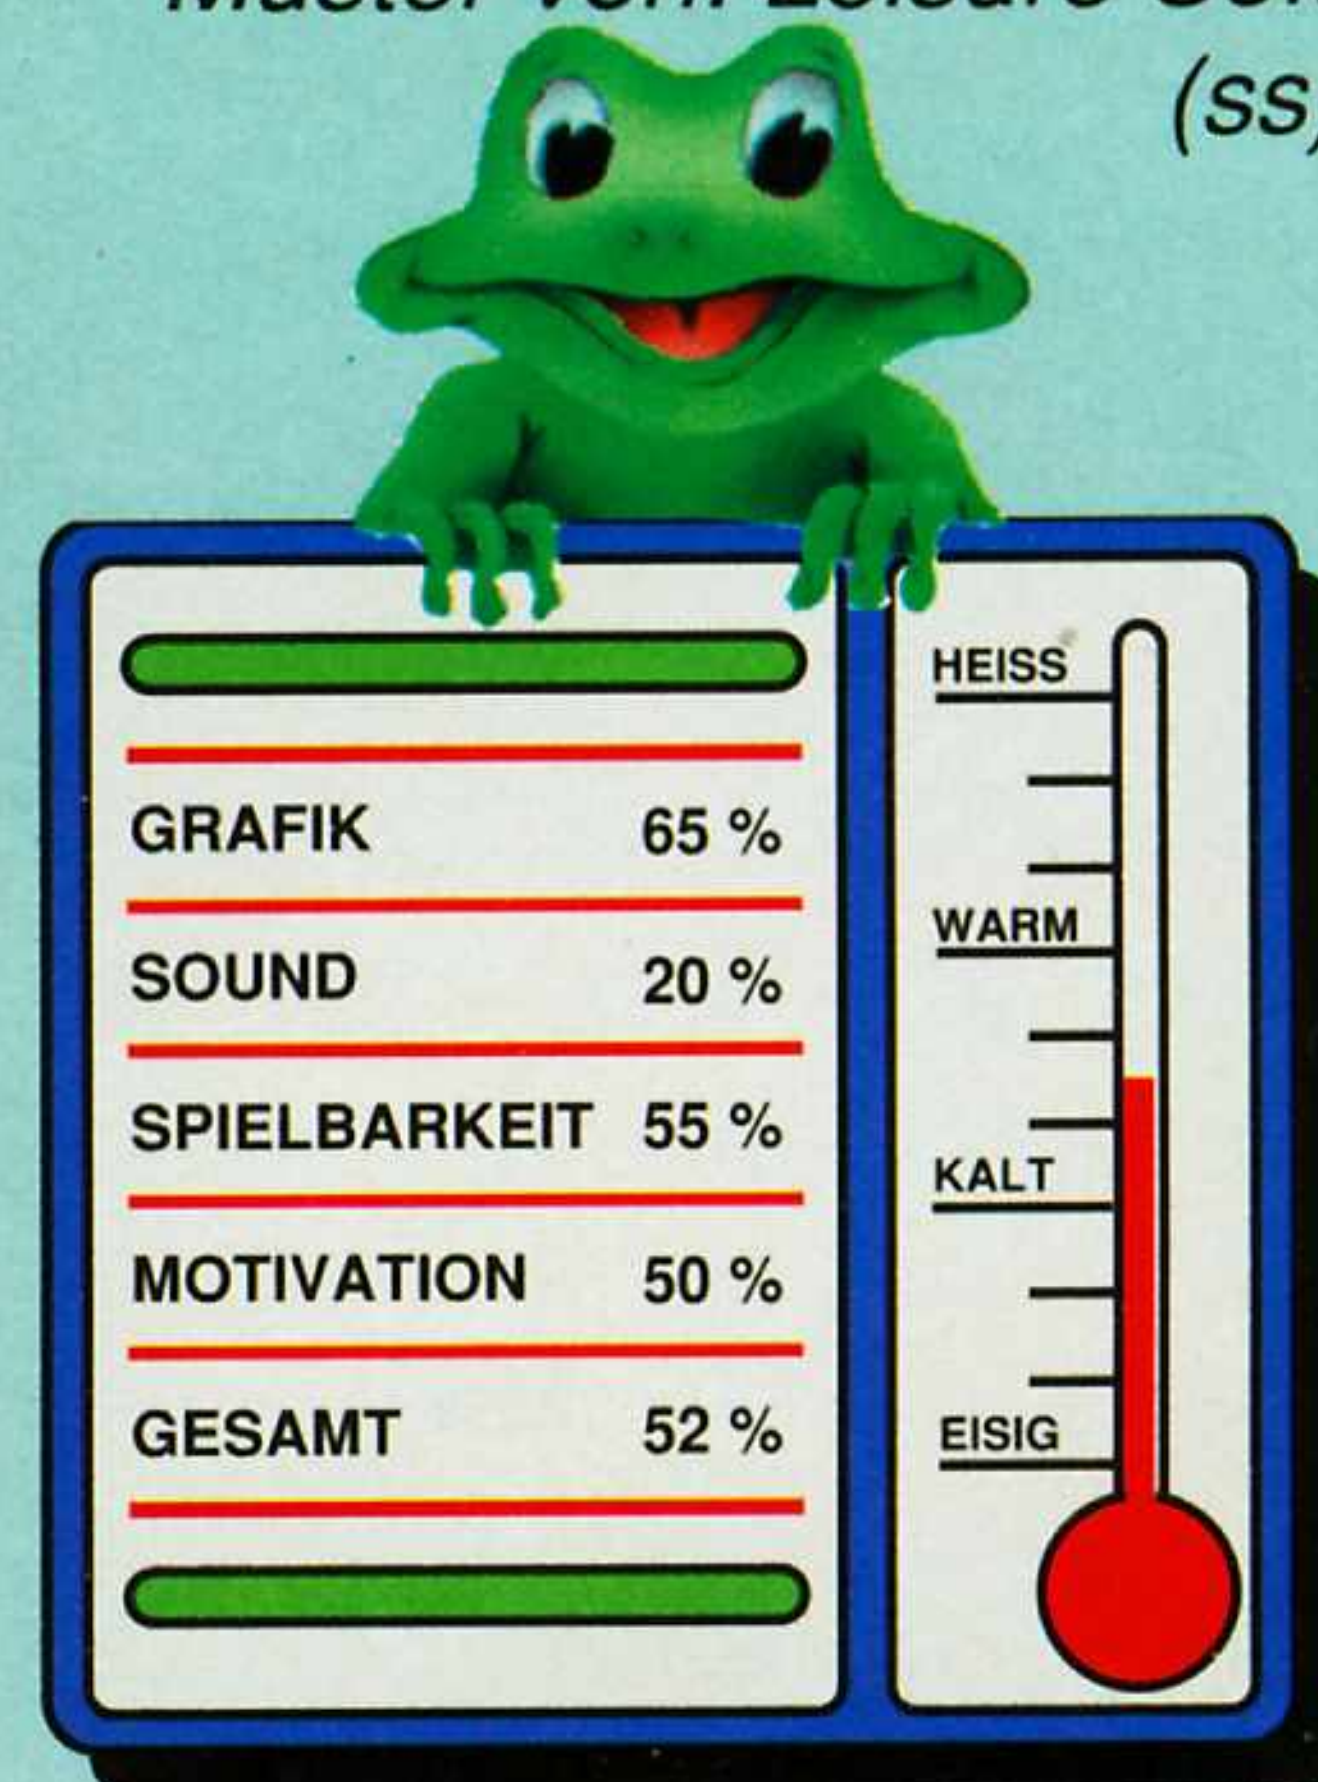 (ss)
GRAFIK 65 %
SOUND 20 %
SPIELBARKEIT 55 %
MOTIVATION 50 %
GESAMT 52 %
HEISS
WARM
KALT
EISIG